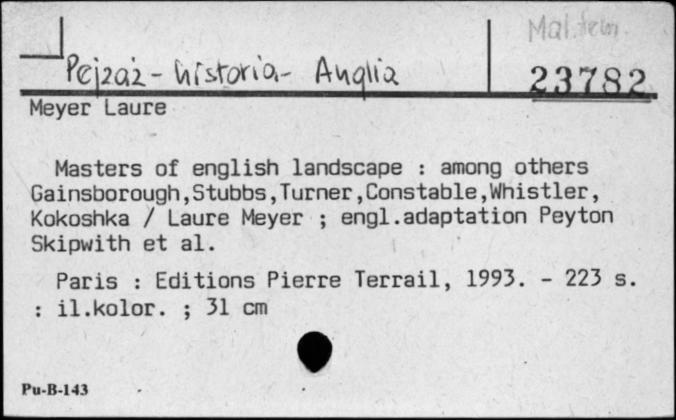 Pejzaż - historia - Anglia
23782
Meyer Laure
Masters of english landscape : among others
Gainsborough,Stubbs,Turner,Constable,Whistler,
Kokoshka / Laure Meyer ; engl.adaptation Peyton
Skipwith et al.
Paris : Editions Pierre Terrail, 1993. - 223 s.
: il.kolor. ; 31 cm
Pu-B-143